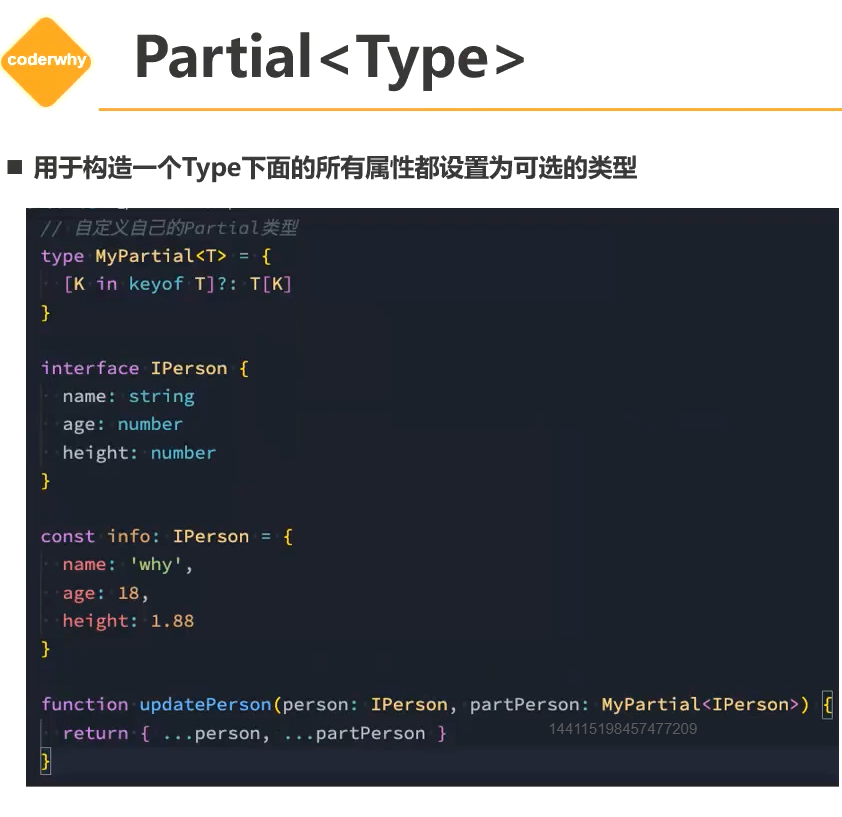 coderwhy
Partial<Type>
用于构造一个Type下面的所有属性都设置为可选的类型
// 自定义自己的Partial类型
type MyPartial<T> = {
  [K in keyof T]?: T[K]
}
interface IPerson {
  name: string
  age: number
  height: number
}
const info: IPerson = {
  name: 'why',
  age: 18,
  height: 1.88
}
function updatePerson(person: IPerson, partPerson: MyPartial<IPerson>) {
  return { ...person, ...partPerson }
144115198457477209
}